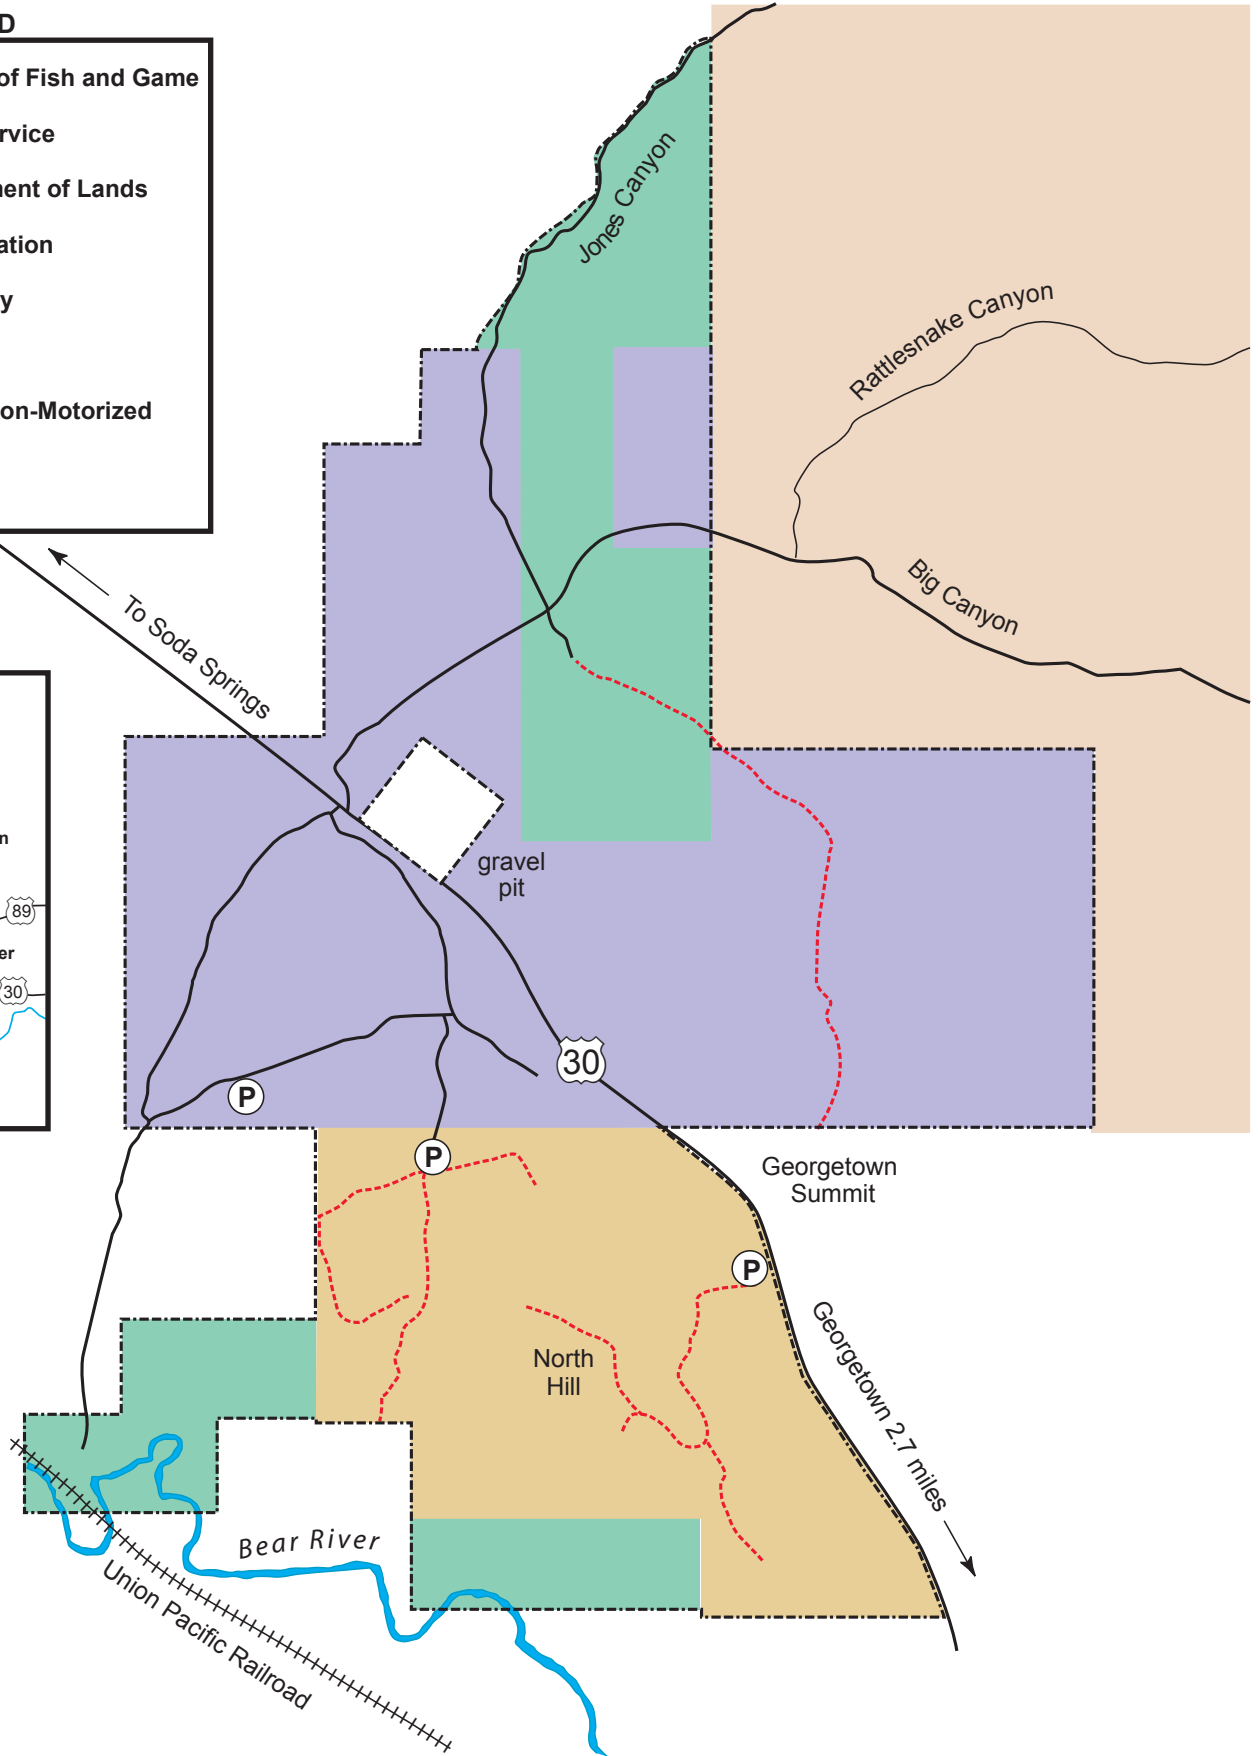 D
of Fish and Game
rvice
ent of Lands
ation
y
on-Motorized
Jones Canyon
Rattlesnake Canyon
Big Canyon
To Soda Springs
n
89
er
30
gravel
pit
30
P
P
Georgetown
Summit
P
Georgetown 2.7 miles
North
Hill
Bear River
Union Pacific Railroad